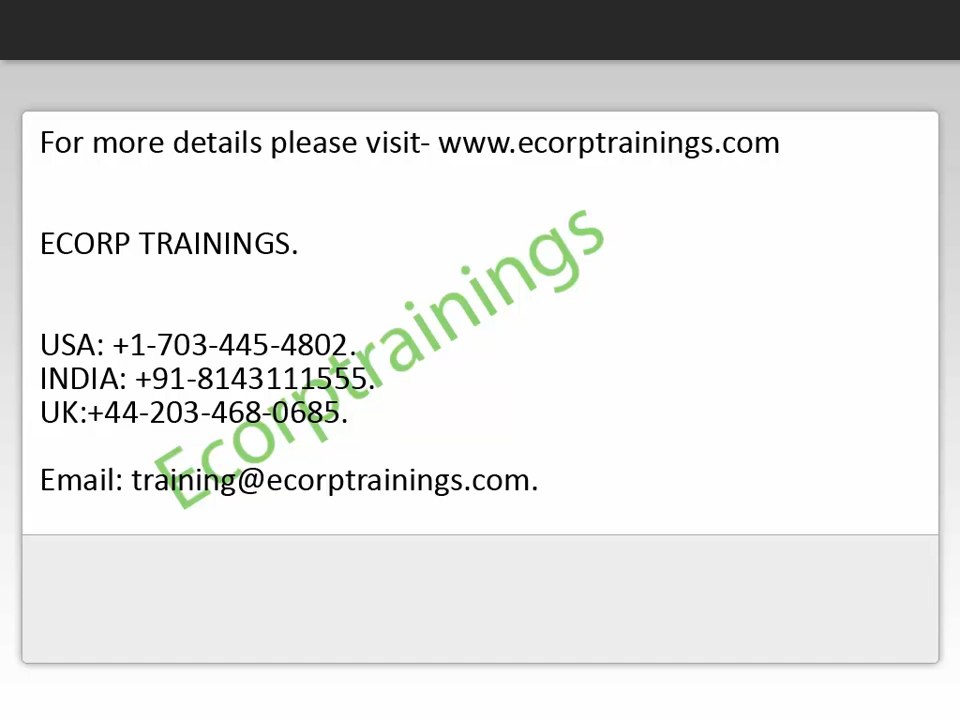 For more details please visit- www.ecorptrainings.com
ECORP TRAININGS.
USA: +1-703-445-4802.
INDIA: +91-8143111555.
UK:+44-203-468-0685.
Email: training@ecorptrainings.com.
Ecorptrainings